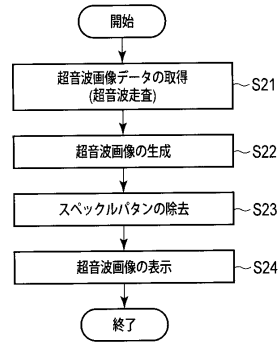 開始
超音波画像データの取得
(超音波走査)
S21
超音波画像の生成
S22
スペックルパタンの除去
S23
超音波画像の表示
S24
終了